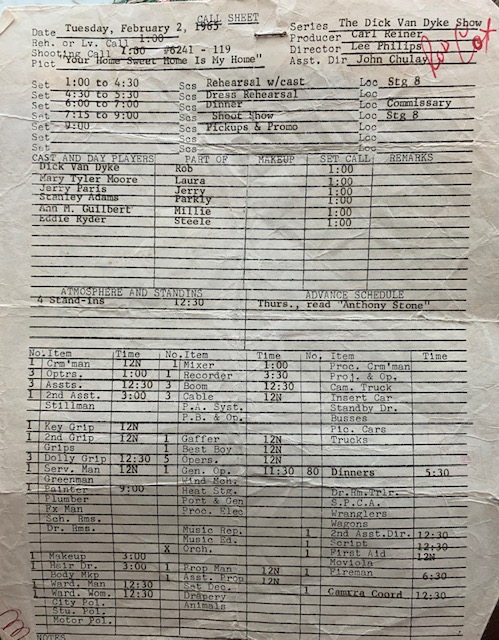 CALL SHEET
Date Tuesday, February 2, 1965 Series The Dick Van Dyke Show
Reh. or Lv. Call 1:00 Producer Carl Reiner
Shooting Call 7:30 #6241 - 119 Director Lee Philips
Pict "Your Home Sweet Home Is My Home" Asst. Dir John Chulay
Set 1:00 to 4:30 Scs Rehearsal w/cast Loc Stg 8
Set 4:30 to 5:30 Scs Dress Rehearsal Loc
Set 6:00 to 7:00 Scs Dinner Loc Commissary
Set 7:15 to 9:00 Scs Shoot Show Loc Stg 8
Set 9:00 Scs Pickups & Promo Loc
Set Scs Loc
CAST AND DAY PLAYERS PART OF MAKEUP SET CALL REMARKS
Dick Van Dyke Rob 1:00
Mary Tyler Moore Laura 1:00
Jerry Paris Jerry 1:00
Stanley Adams Parkly 1:00
Ann M. Guilbert Millie 1:00
Eddie Ryder Steele 1:00
ATMOSPHERE AND STANDINS ADVANCE SCHEDULE
4 Stand-ins 12:30 Thurs., read "Anthony Stone"
No. Item Time No. Item Time No. Item Time
1 Crm'man 12N 1 Mixer 1:00 Proc. Crm'man
3 Optrs. 1:00 1 Recorder 3:30 Proj. & Op.
3 Assts. 12:30 3 Boom 12:30 Cam. Truck
1 2nd Asst. 3:00 3 Cable 12N Insert Car
Stillman P.A. Syst. Standby Dr.
P.B. & Op. Busses
1 Key Grip 12N Pic. Cars
1 2nd Grip 12N 1 Gaffer 12N Trucks
Grips 1 Best Boy 12N
3 Dolly Grip 12:30 5 Opers. 12N
1 Serv. Man 12N 1 Gen. Op. 11:30 80 Dinners 5:30
Greenman Wind Mch.
1 Painter 9:00 Heat Stg. Dr.Rm.Trlr.
Plumber Port & Gen S.P.C.A.
Fx Man Proc. Elec Wranglers
Sch. Rms. Wagons
Dr. Rms. Music Rep. 1 2nd Asst.Dir. 12:30
Music Ed. 1 Script 12:30
X Orch. 1 First Aid 12N
1 Makeup 3:00 Moviola
1 Hair Dr. 3:00 1 Prop Man 12N 1 Fireman 6:30
Body Mkp 1 Asst. Prop 12N
1 Ward. Man 12:30 Set Dec. 1 Camera Coord 12:30
1 Ward. Wom. 12:30 Drapery
City Pol. Animals
Stu. Pol.
Motor Pol.
NOTES